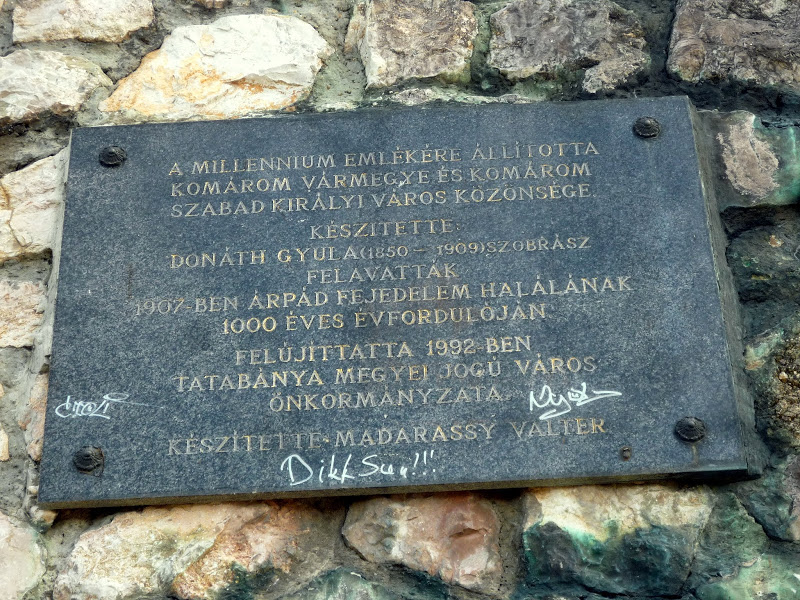 A MILLENNIUM EMLÉKÉRE ÁLLÍTOTTA
KOMÁROM VÁRMEGYE ÉS KOMÁROM
SZABAD KIRÁLYI VÁROS KÖZÖNSÉGE.
KÉSZÍTETTE:
DONÁTH GYULA (1850 – 1909) SZOBRÁSZ
FELAVATTÁK
1907-BEN ÁRPÁD FEJEDELEM HALÁLÁNAK
1000 ÉVES ÉVFORDULÓJÁN.
FELÚJÍTTATTA 1992-BEN
TATABÁNYA MEGYEI JOGÚ VÁROS
ÖNKORMÁNYZATA.
KÉSZÍTETTE: MADARASSY VALTER
Dikk